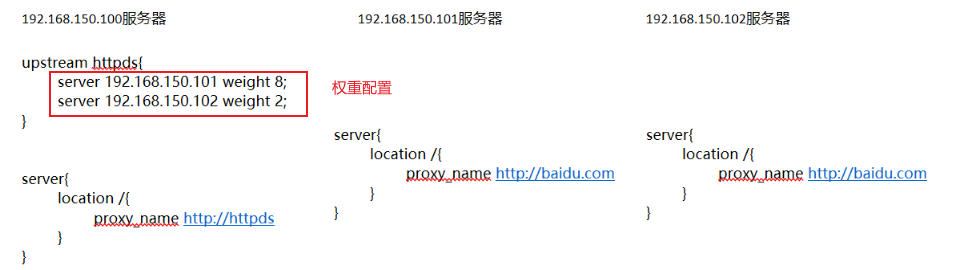 192.168.150.100服务器
upstream httpds{
server 192.168.150.101 weight 8;
server 192.168.150.102 weight 2;
}
server{
location /{
proxy_name http://httpds
}
}
权重配置
192.168.150.101服务器
server{
location /{
proxy_name http://baidu.com
}
}
192.168.150.102服务器
server{
location /{
proxy_name http://baidu.com
}
}